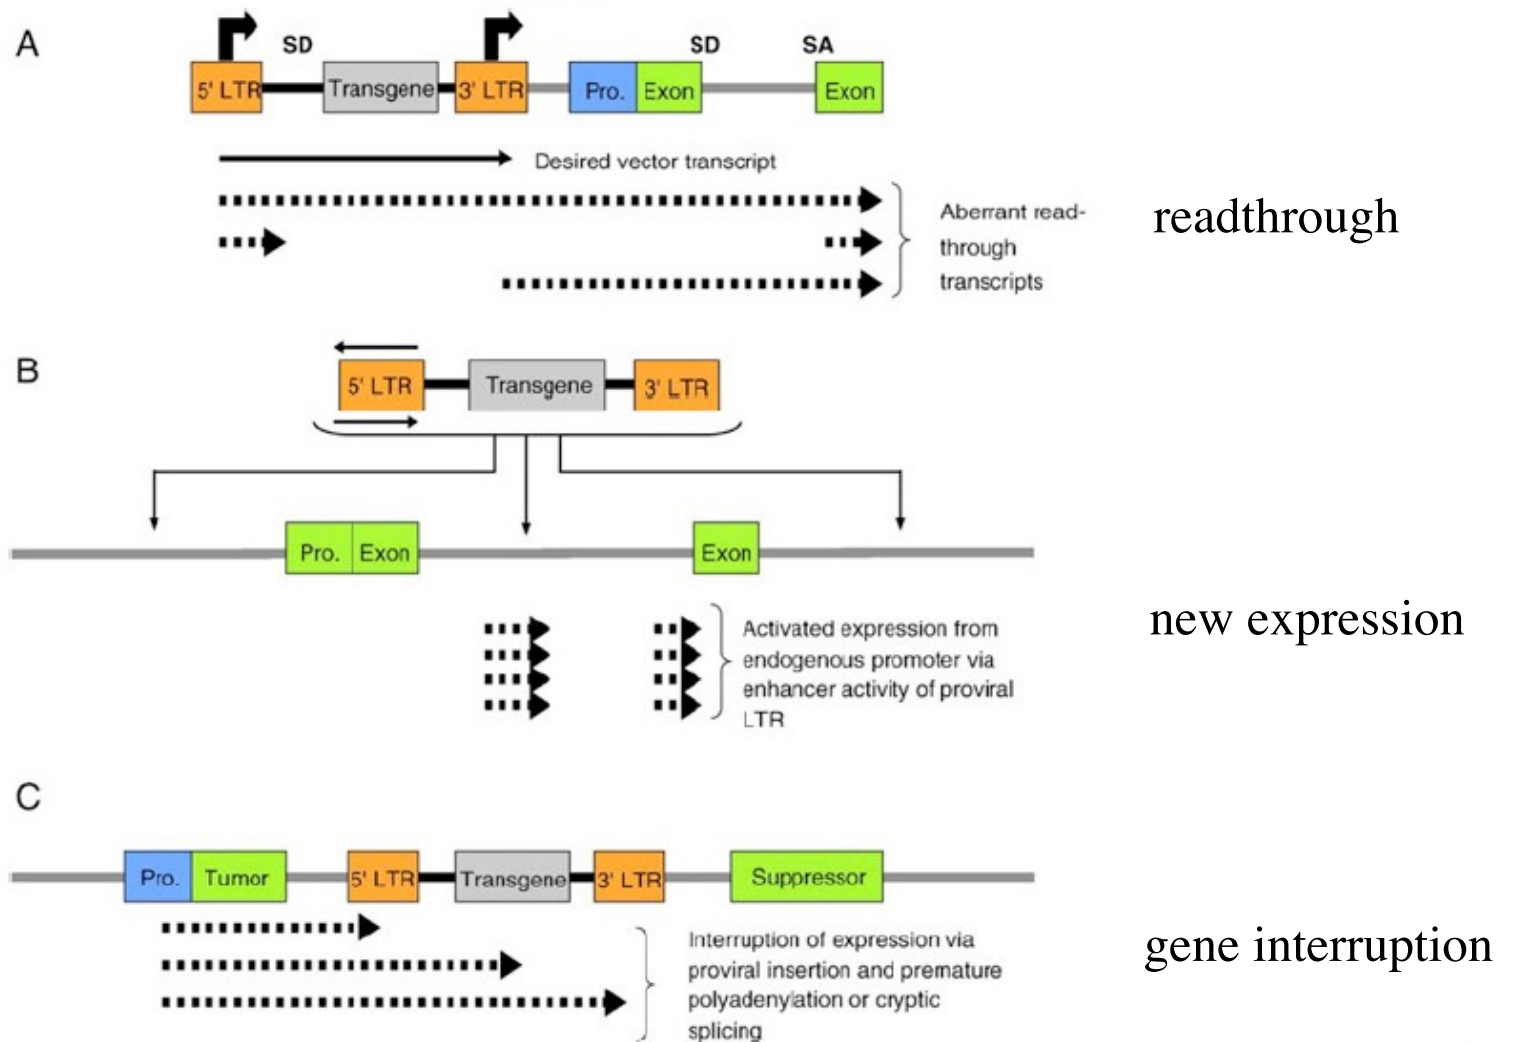 A
SD SD SA
5' LTR Transgene 3' LTR Pro. Exon Exon
Desired vector transcript
Aberrant read-
through
transcripts
readthrough
B
5' LTR Transgene 3' LTR
Pro. Exon Exon
Activated expression from
endogenous promoter via
enhancer activity of proviral
LTR
new expression
C
Pro. Tumor 5' LTR Transgene 3' LTR Suppressor
Interruption of expression via
proviral insertion and premature
polyadenylation or cryptic
splicing
gene interruption